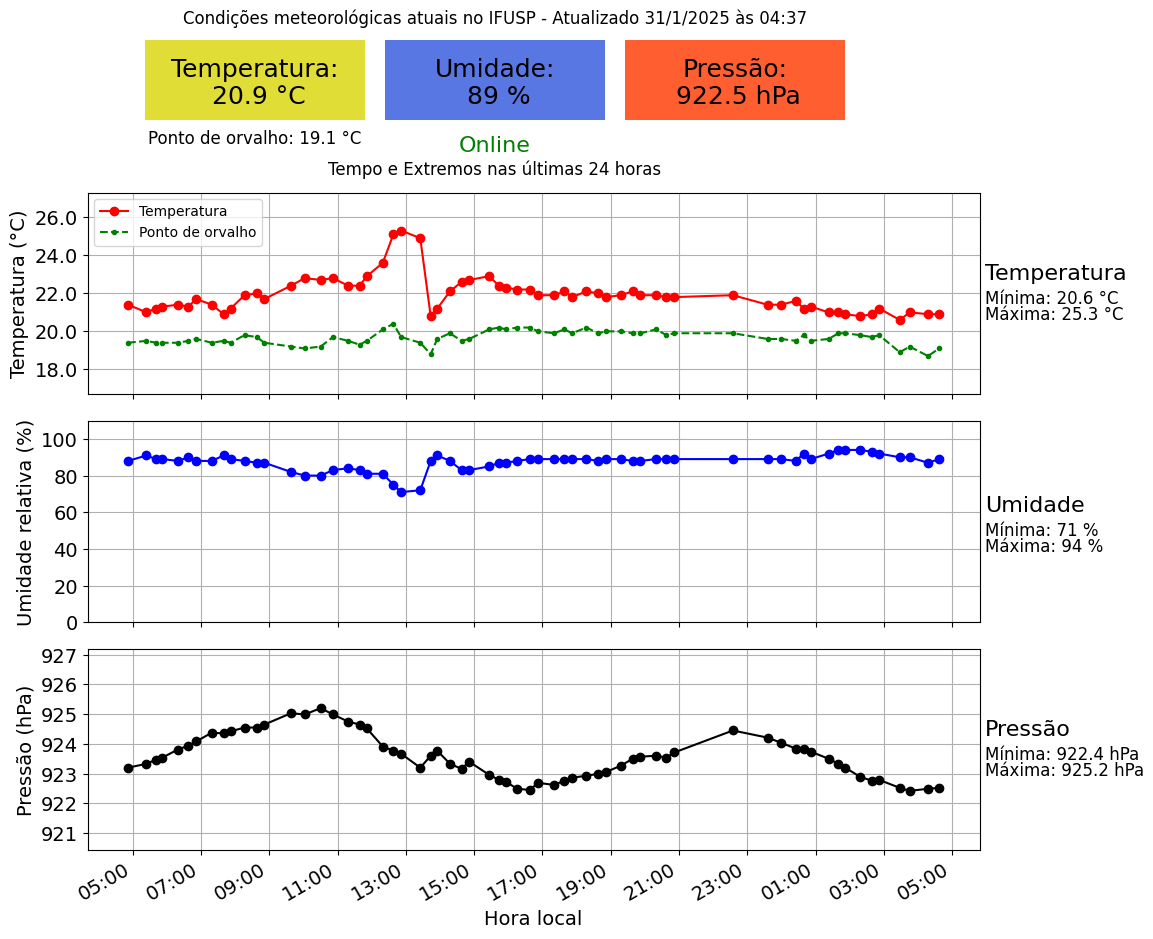 Condições meteorológicas atuais no IFUSP - Atualizado 31/1/2025 às 04:37
Temperatura:
20.9 °C
Umidade:
89 %
Pressão:
922.5 hPa
Ponto de orvalho: 19.1 °C
Online
Tempo e Extremos nas últimas 24 horas
Temperatura (°C)
26.0
24.0
22.0
20.0
18.0
Temperatura
Ponto de orvalho
Temperatura
Mínima: 20.6 °C
Máxima: 25.3 °C
Umidade relativa (%)
100
80
60
40
20
0
Umidade
Mínima: 71 %
Máxima: 94 %
Pressão (hPa)
927
926
925
924
923
922
921
Pressão
Mínima: 922.4 hPa
Máxima: 925.2 hPa
05:00 07:00 09:00 11:00 13:00 15:00 17:00 19:00 21:00 23:00 01:00 03:00 05:00
Hora local